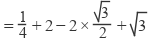 = 1/4 + 2 − 2 × √3/2 + √3